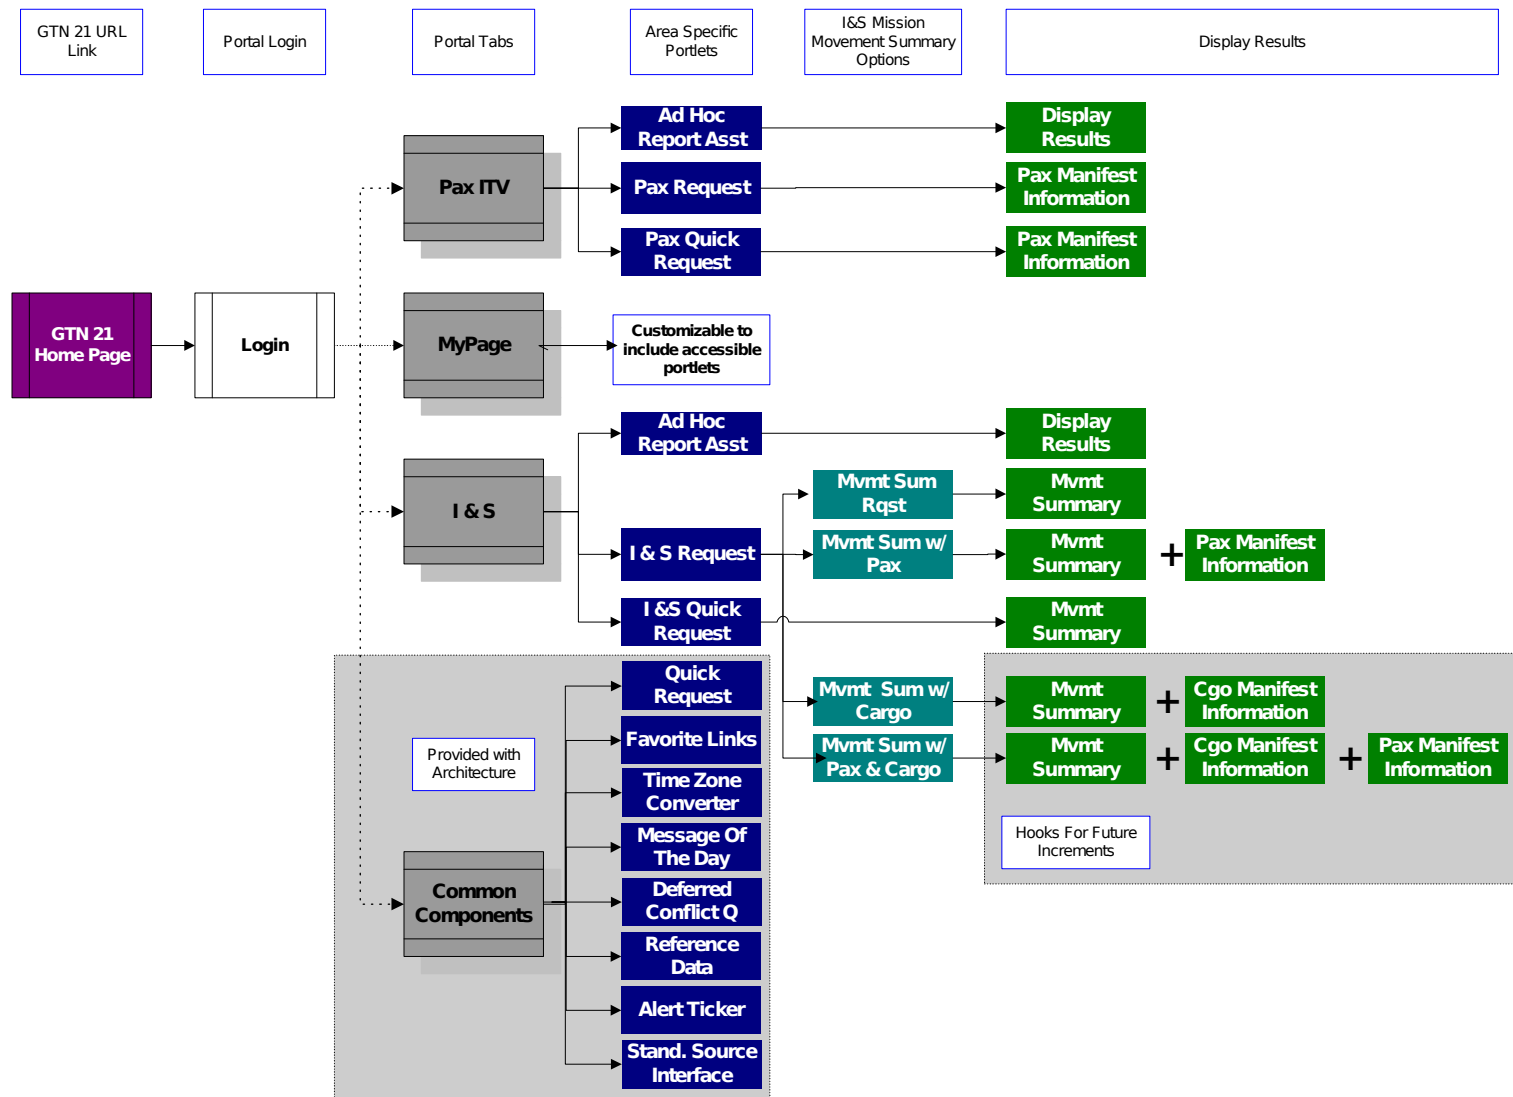 GTN 21 URL
Link
Portal Login
Portal Tabs
Area Specific
Portlets
I&S Mission
Movement Summary
Options
Display Results
Pax ITV
Ad Hoc
Report Asst
Display
Results
Pax Request
Pax Manifest
Information
Pax Quick
Request
Pax Manifest
Information
GTN 21
Home Page
Login
MyPage
Customizable to
include accessible
portlets
I & S
Ad Hoc
Report Asst
Display
Results
I & S Request
Mvmt Sum
Rqst
Mvmt
Summary
Mvmt Sum w/
Pax
Mvmt
Summary
+
Pax Manifest
Information
I &S Quick
Request
Mvmt
Summary
Mvmt Sum w/
Cargo
Mvmt
Summary
+
Cgo Manifest
Information
Mvmt Sum w/
Pax & Cargo
Mvmt
Summary
+
Cgo Manifest
Information
+
Pax Manifest
Information
Hooks For Future
Increments
Provided with
Architecture
Common
Components
Quick
Request
Favorite Links
Time Zone
Converter
Message Of
The Day
Deferred
Conflict Q
Reference
Data
Alert Ticker
Stand. Source
Interface